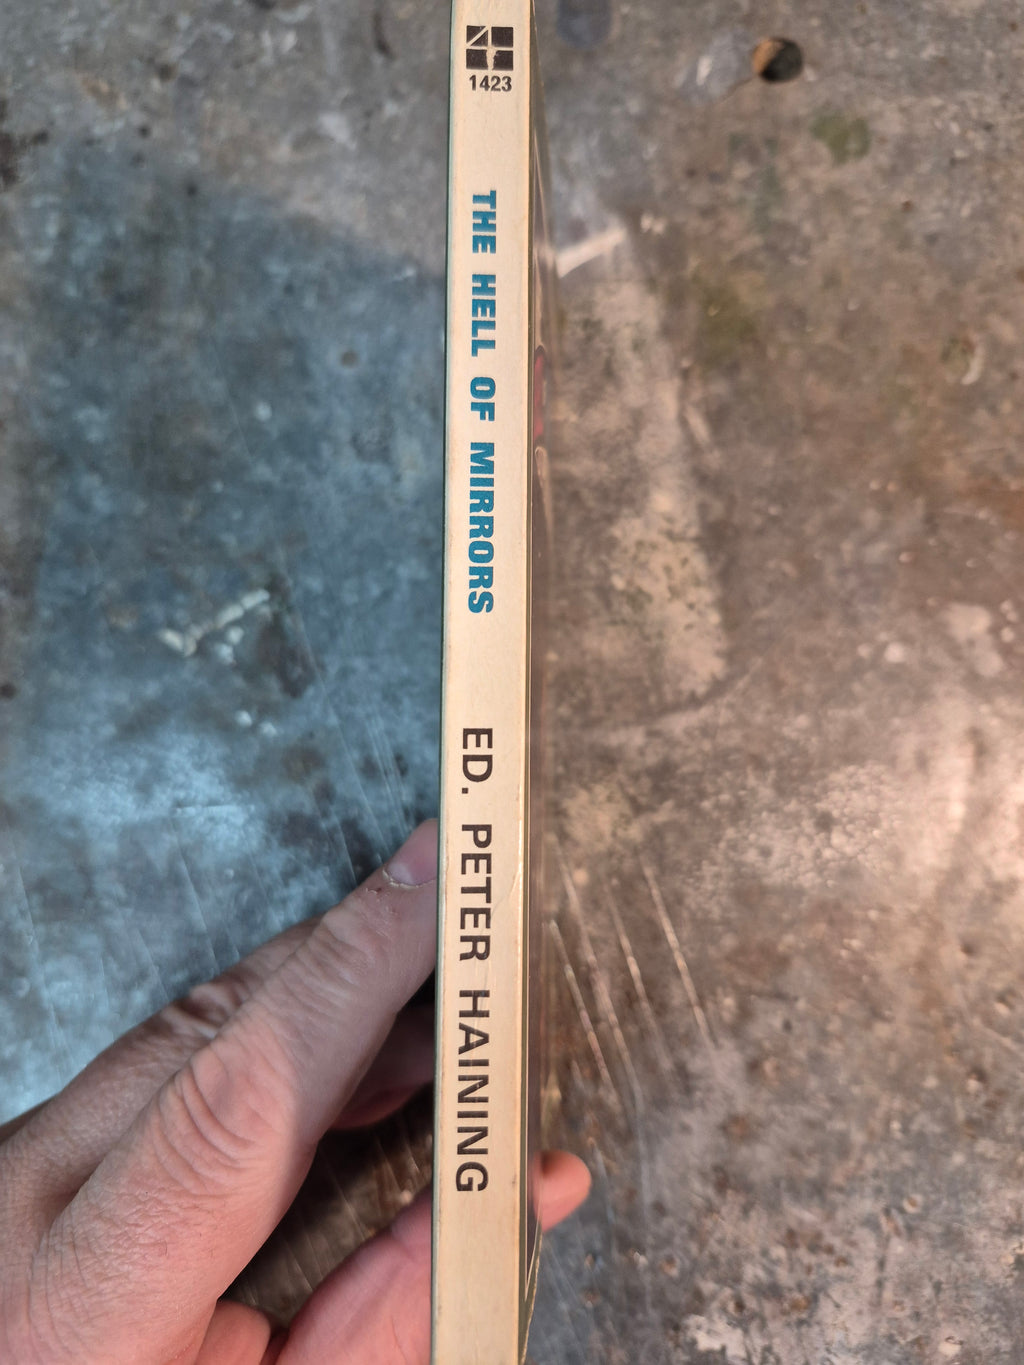 1423
THE HELL OF MIRRORS
ED. PETER HAINING